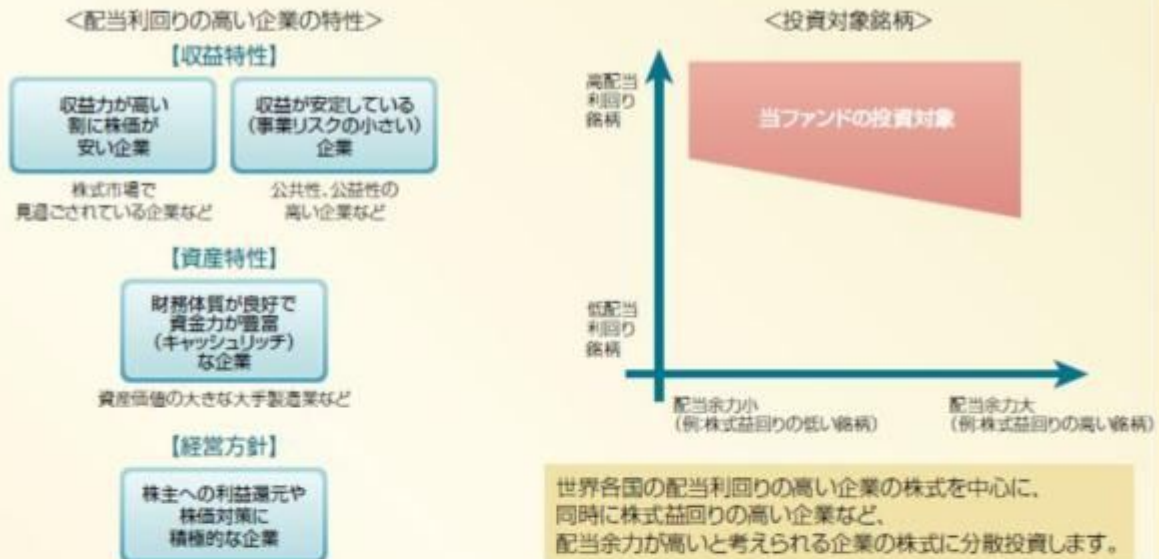 <配当利回りの高い企業の特性>
【収益特性】
収益力が高い
割に株価が
安い企業
株式市場で
見過ごされている企業など
収益が安定している
(事業リスクの小さい)
企業
公共性、公益性の
高い企業など
【資産特性】
財務体質が良好で
資金力が豊富
(キャッシュリッチ)
な企業
資産価値の大きな大手製造業など
【経営方針】
株主への利益還元や
株価対策に
積極的な企業
<投資対象銘柄>
高配当
利回り
銘柄
当ファンドの投資対象
低配当
利回り
銘柄
配当余力小
(例:株式益回りの低い銘柄)
配当余力大
(例:株式益回りの高い銘柄)
世界各国の配当利回りの高い企業の株式を中心に、
同時に株式益回りの高い企業など、
配当余力が高いと考えられる企業の株式に分散投資します。